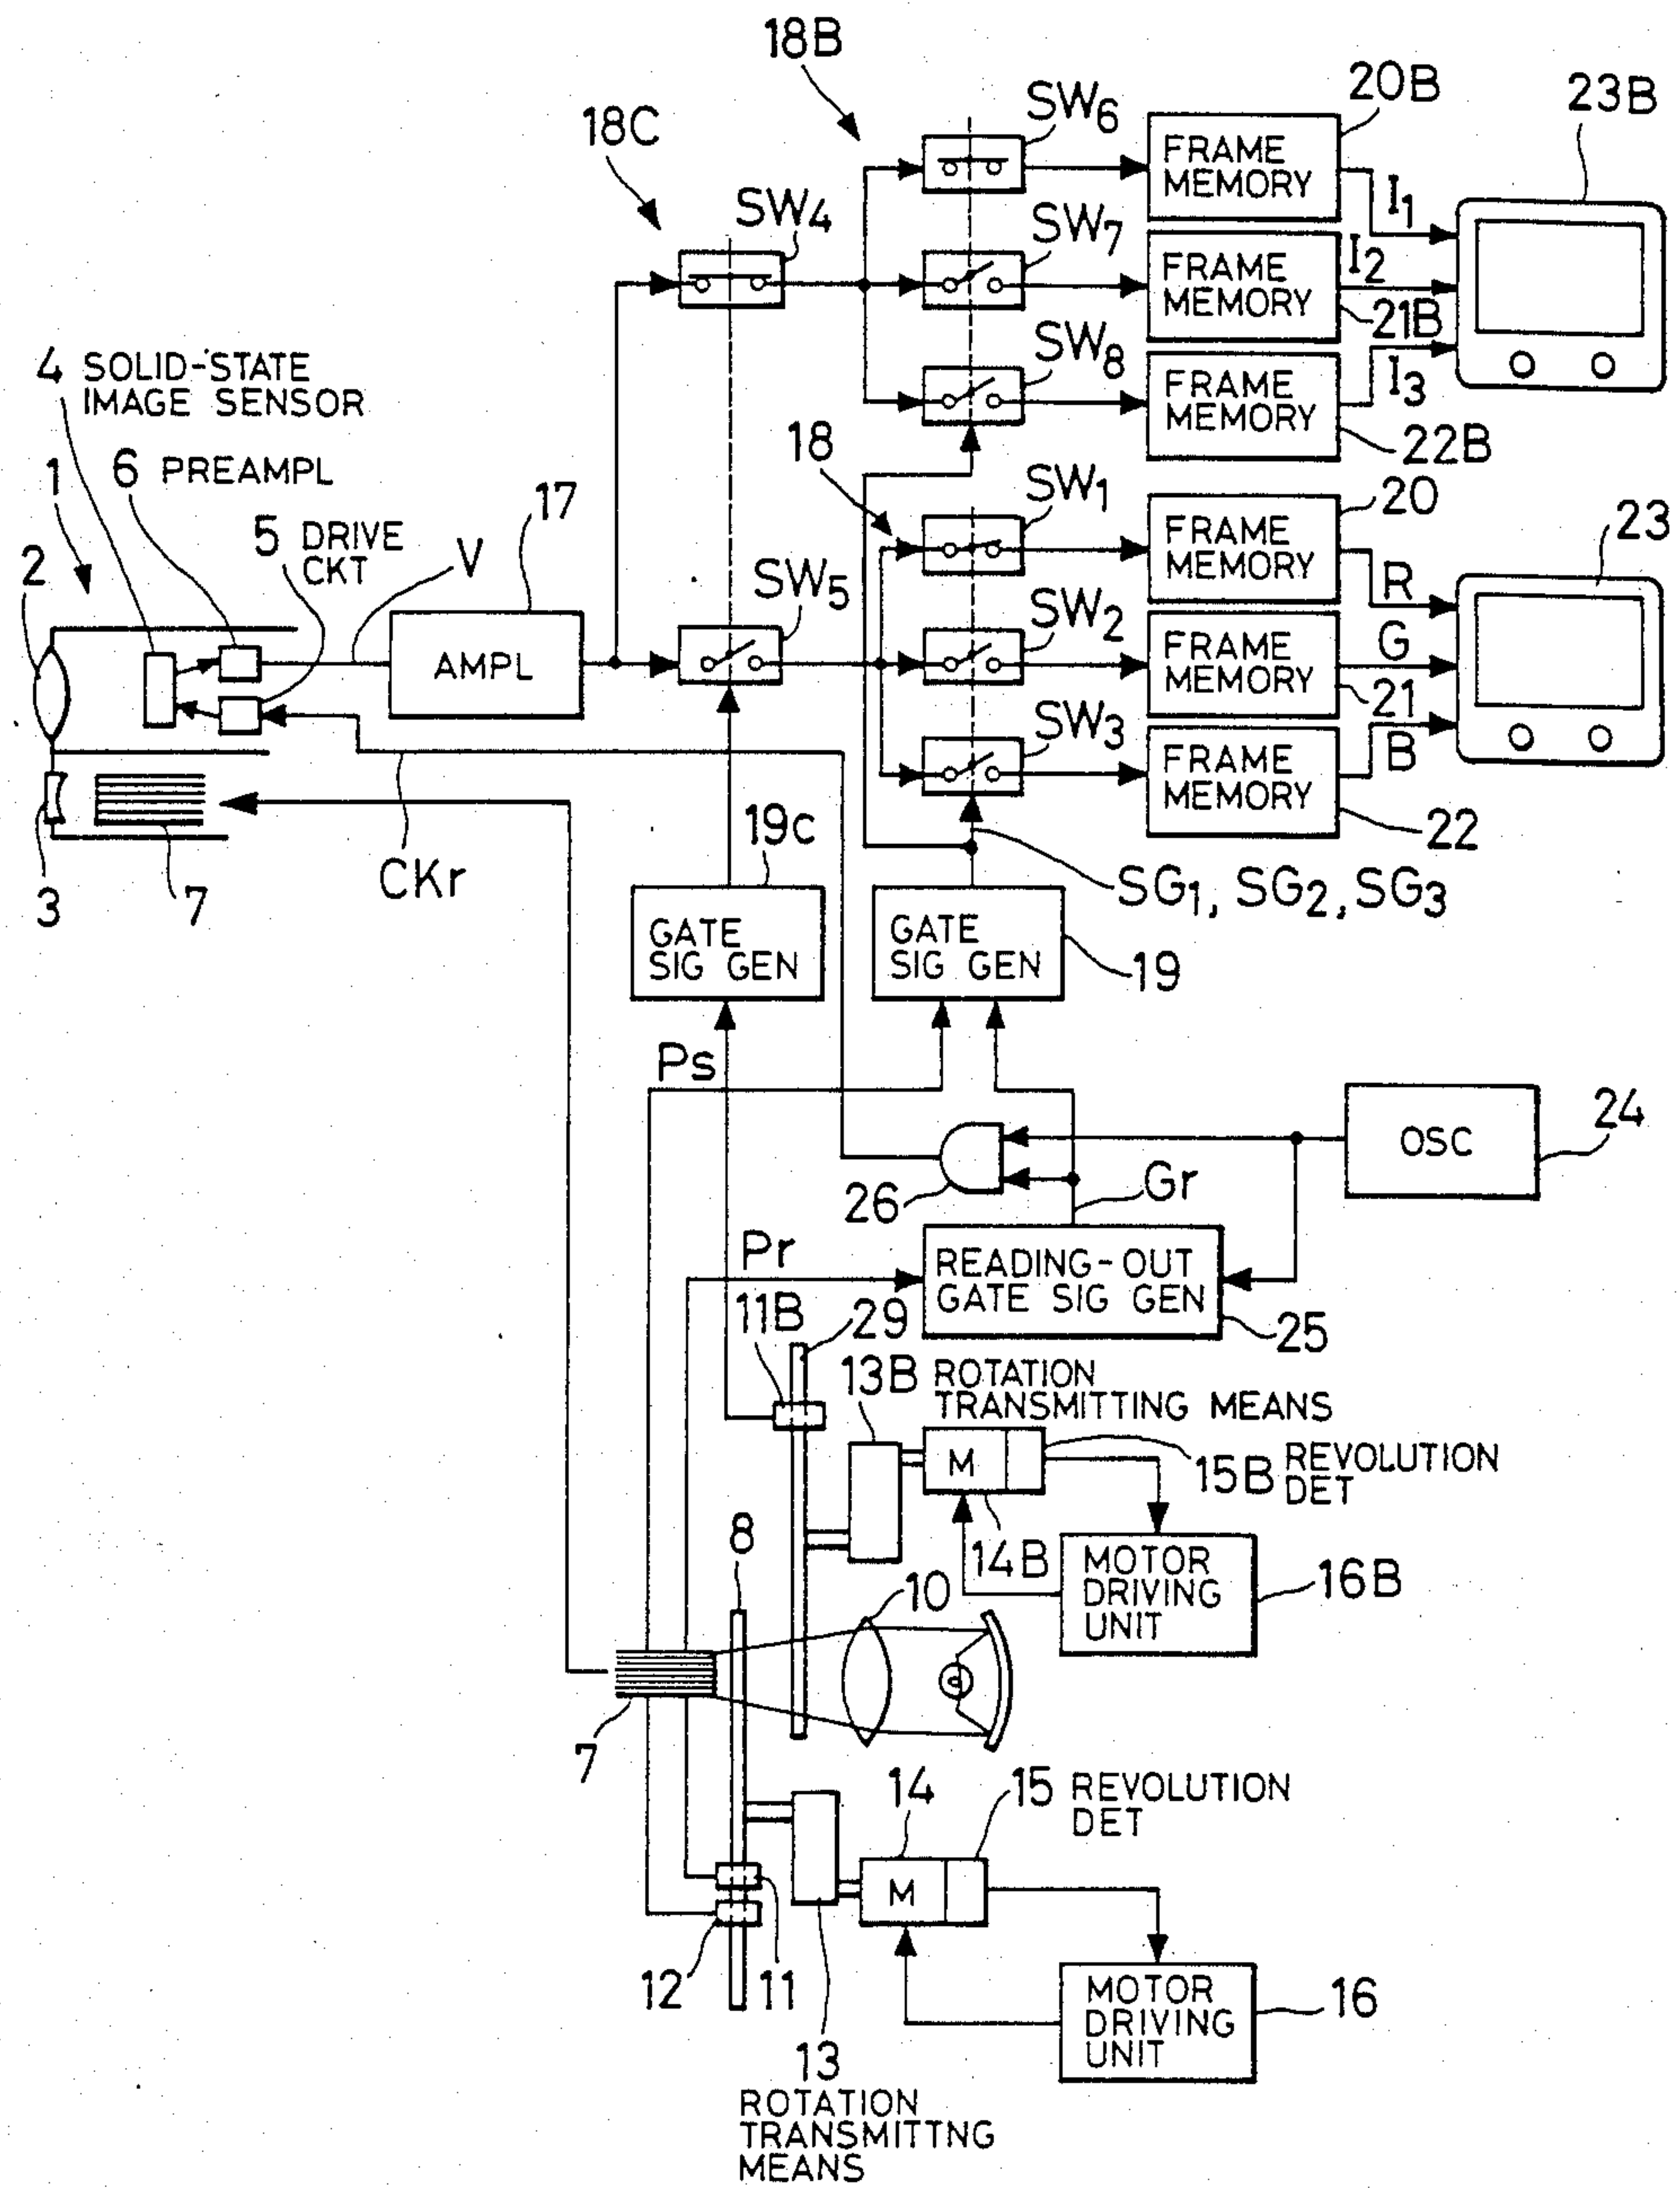 18B
18C
SW6
20B
23B
FRAME
MEMORY
I1
SW4
SW7
FRAME
MEMORY
I2
21B
SW8
FRAME
MEMORY
I3
22B
4 SOLID-STATE
IMAGE SENSOR
1
6 PREAMPL
5 DRIVE
CKT
17
V
2
AMPL
18
SW1
20
FRAME
MEMORY
R
23
SW5
SW2
FRAME
MEMORY
G
21
SW3
FRAME
MEMORY
B
22
3
7
CKr
19c
SG1, SG2, SG3
GATE
SIG GEN
GATE
SIG GEN
19
Ps
OSC
24
26
Gr
Pr
READING-OUT
GATE SIG GEN
25
11B
29
13B ROTATION
TRANSMITTING MEANS
M
15B REVOLUTION
DET
14B
8
MOTOR
DRIVING
UNIT
16B
10
7
14
15 REVOLUTION
DET
M
12
11
MOTOR
DRIVING
UNIT
16
13
ROTATION
TRANSMITTNG
MEANS